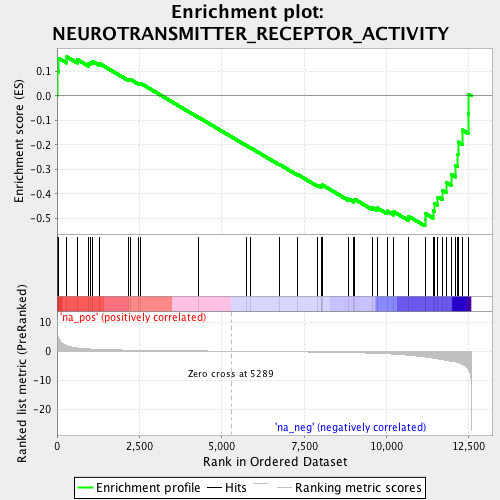 Enrichment plot:
NEUROTRANSMITTER_RECEPTOR_ACTIVITY
Enrichment score (ES)
0.1
0.0
-0.1
-0.2
-0.3
-0.4
-0.5
'na_pos' (positively correlated)
Ranked list metric (PreRanked)
10
5
0
-5
-10
-20
Zero cross at 5289
'na_neg' (negatively correlated)
0
2,500
5,000
7,500
10,000
12,500
Rank in Ordered Dataset
Enrichment profile
Hits
Ranking metric scores